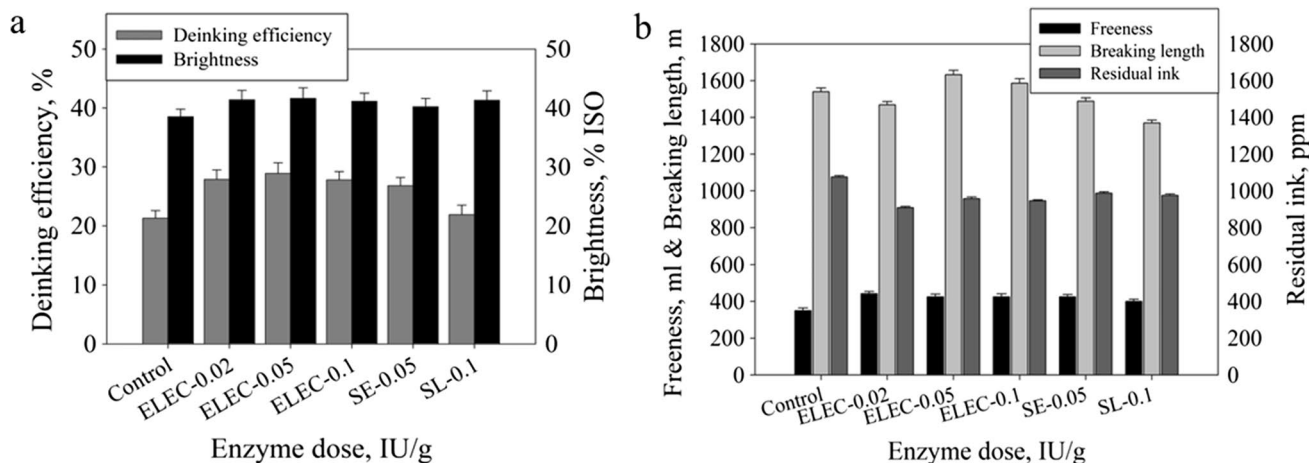 a
Deinking efficiency
Brightness
50
40
30
20
10
0
Deinking efficiency, %
50
40
30
20
10
0
Brightness, % ISO
Control
ELEC-0.02
ELEC-0.05
ELEC-0.1
SE-0.05
SL-0.1
Enzyme dose, IU/g
b
Freeness
Breaking length
Residual ink
1800
1600
1400
1200
1000
800
600
400
200
0
Freeness, ml & Breaking length, m
1800
1600
1400
1200
1000
800
600
400
200
0
Residual ink, ppm
Control
ELEC-0.02
ELEC-0.05
ELEC-0.1
SE-0.05
SL-0.1
Enzyme dose, IU/g